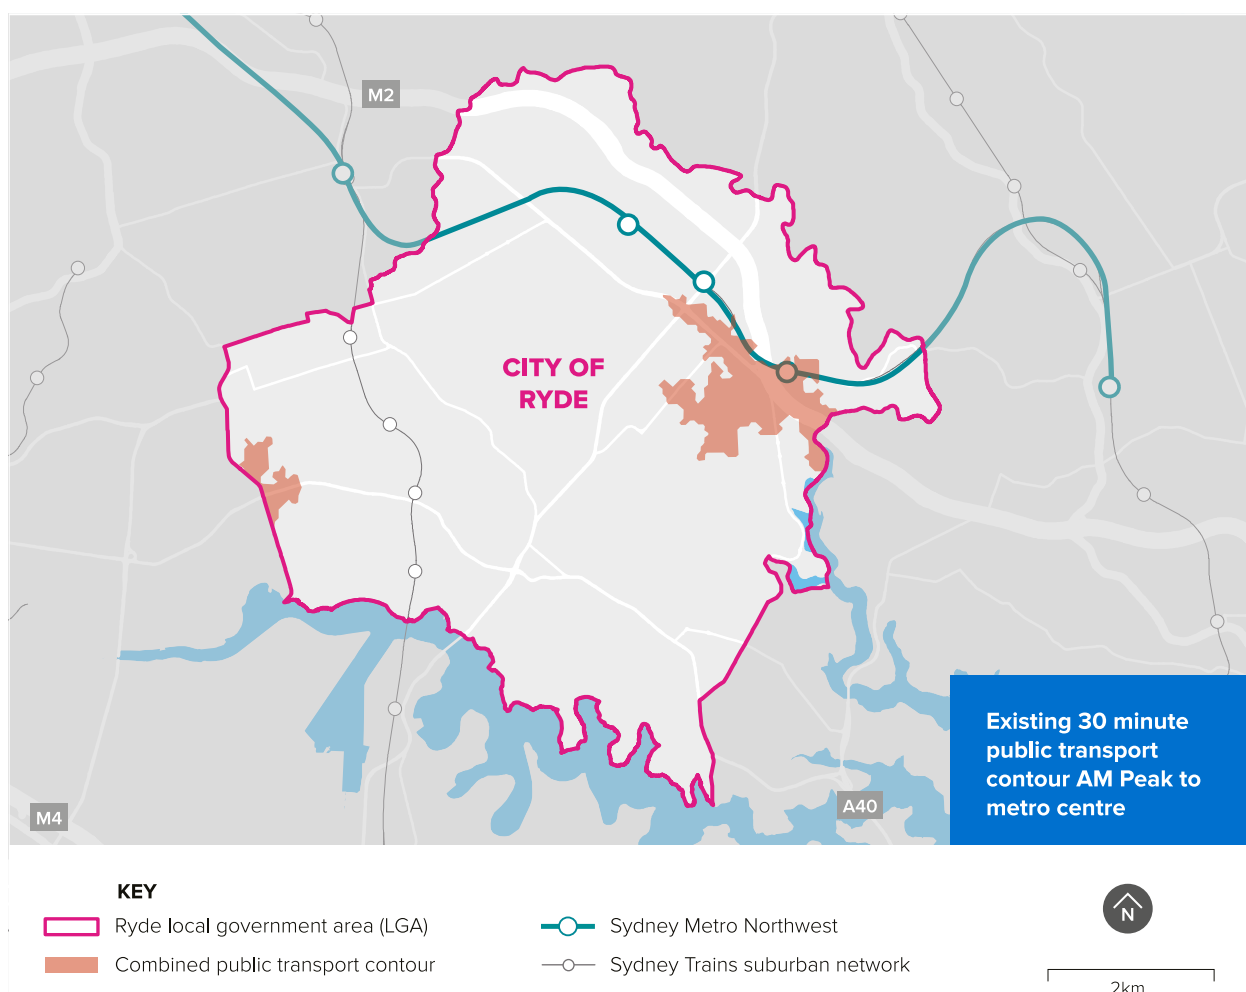 M2
CITY OF
RYDE
Existing 30 minute
public transport
contour AM Peak to
metro centre
M4
A40
KEY
Ryde local government area (LGA)
Sydney Metro Northwest
N
Combined public transport contour
Sydney Trains suburban network
2km